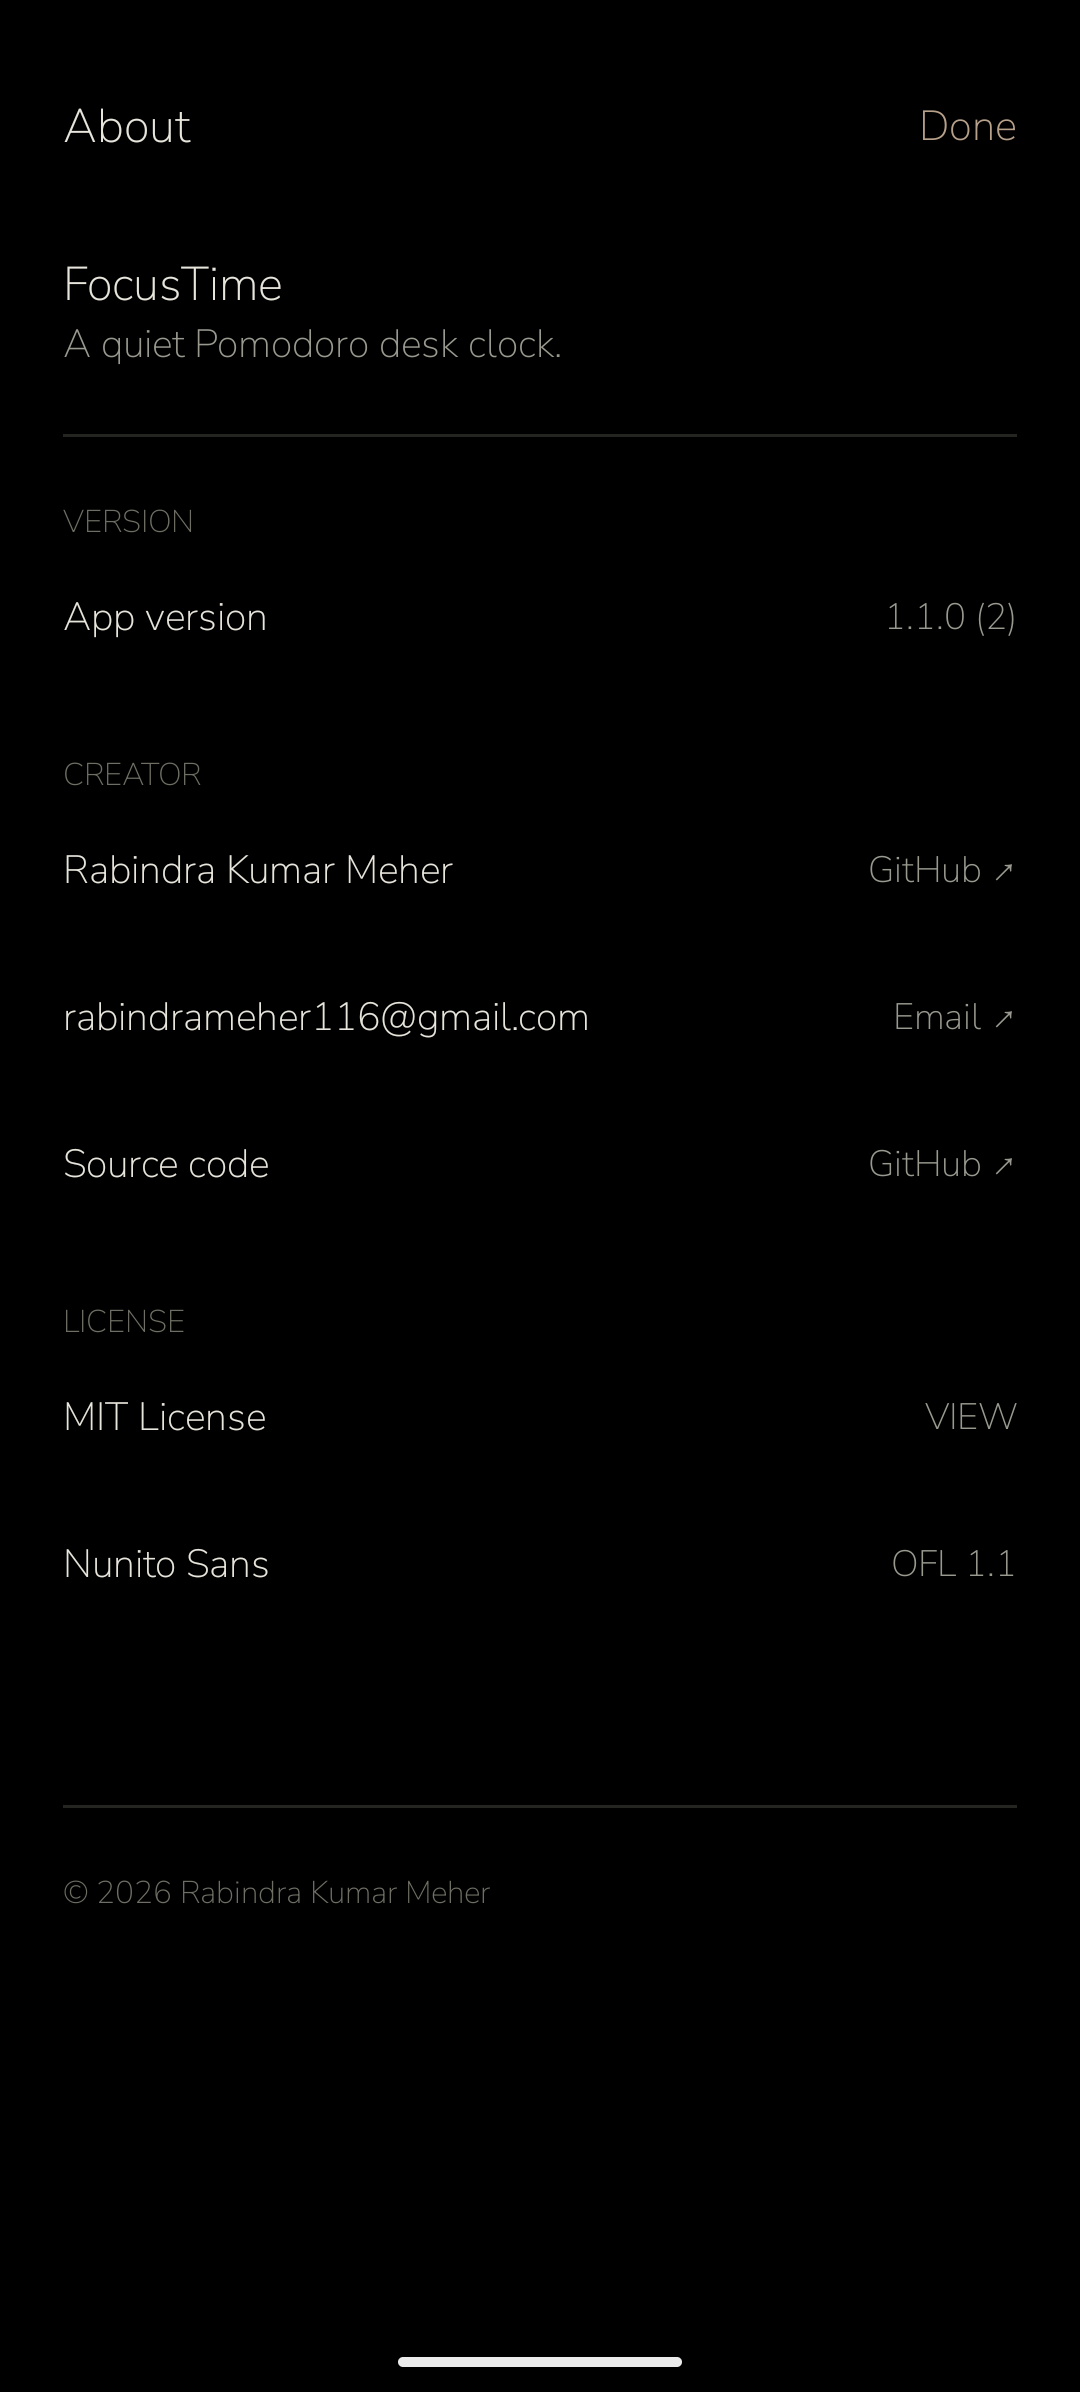 About
Done
FocusTime
A quiet Pomodoro desk clock.
VERSION
App version
1.1.0 (2)
CREATOR
Rabindra Kumar Meher
GitHub ↗
rabindrameher116@gmail.com
Email ↗
Source code
GitHub ↗
LICENSE
MIT License
VIEW
Nunito Sans
OFL 1.1
© 2026 Rabindra Kumar Meher